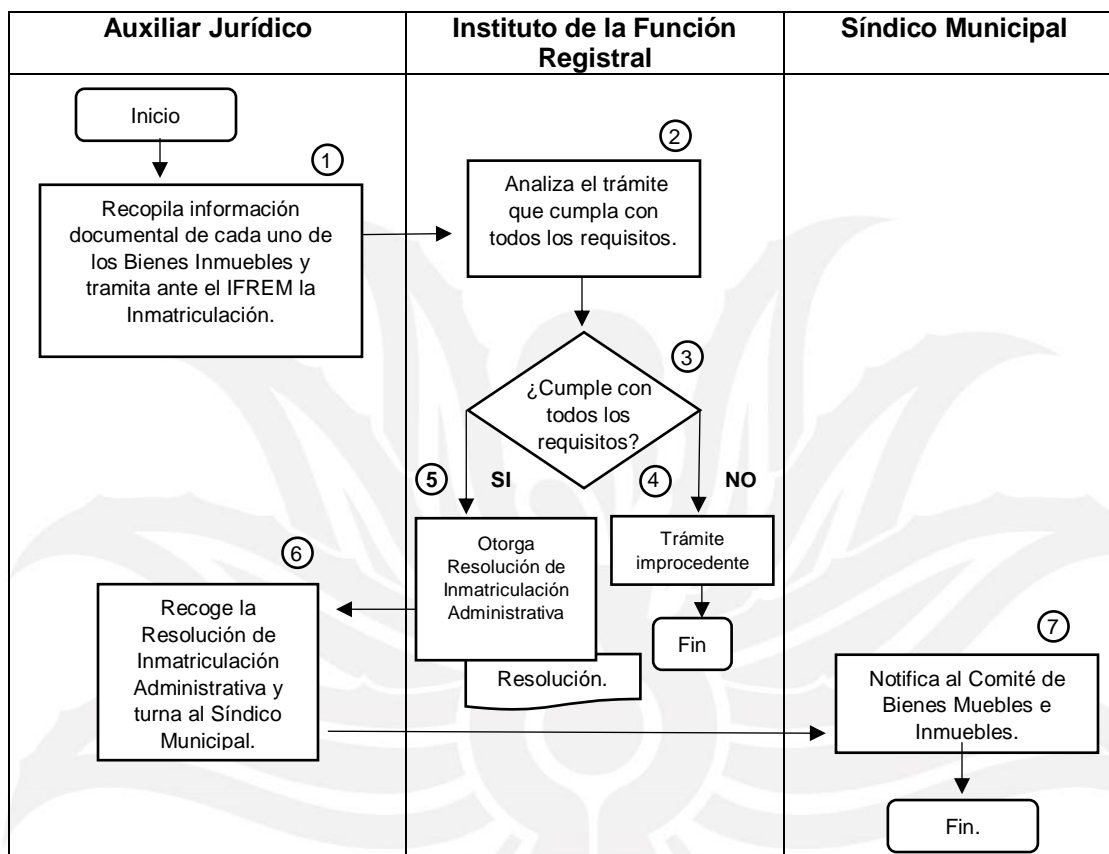 Auxiliar Jurídico
Instituto de la Función
Registral
Síndico Municipal
Inicio
1
Recopila información
documental de cada uno de
los Bienes Inmuebles y
tramita ante el IFREM la
Inmatriculación.
2
Analiza el trámite
que cumpla con
todos los requisitos.
3
¿Cumple con
todos los
requisitos?
5
SI
4
NO
Otorga
Resolución de
Inmatriculación
Administrativa
Resolución.
Trámite
improcedente
Fin
6
Recoge la
Resolución de
Inmatriculación
Administrativa y
turna al Síndico
Municipal.
7
Notifica al Comité de
Bienes Muebles e
Inmuebles.
Fin.